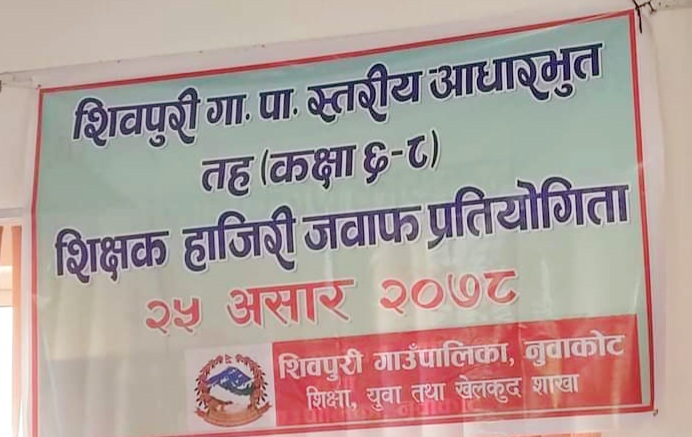 शिवपुरी गा. पा. स्तरीय आधारभुत
तह (कक्षा ६-८)
शिक्षक हाजिरी जवाफ प्रतियोगिता
२५ असार २०७८
शिवपुरी गाउँपालिका, नुवाकोट
शिक्षा, युवा तथा खेलकुद शाखा